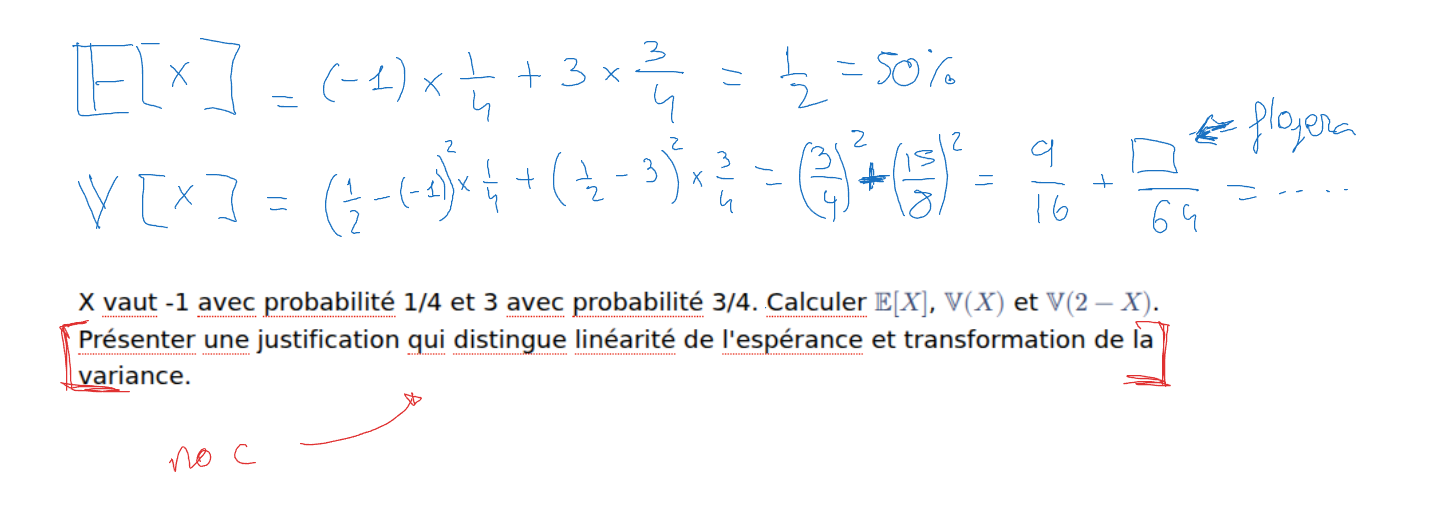 𝔼[X] = (-1) × 1/4 + 3 × 3/4 = 1/2 = 50%
𝕍[X] = (1/2 - (-1))² × 1/4 + (1/2 - 3)² × 3/4 = (3/4)² + (15/8)² = 9/16 + □/64 = ..... ← flojera
X vaut -1 avec probabilité 1/4 et 3 avec probabilité 3/4. Calculer 𝔼[X], 𝕍(X) et 𝕍(2 − X).
Présenter une justification qui distingue linéarité de l'espérance et transformation de la
variance.
no c